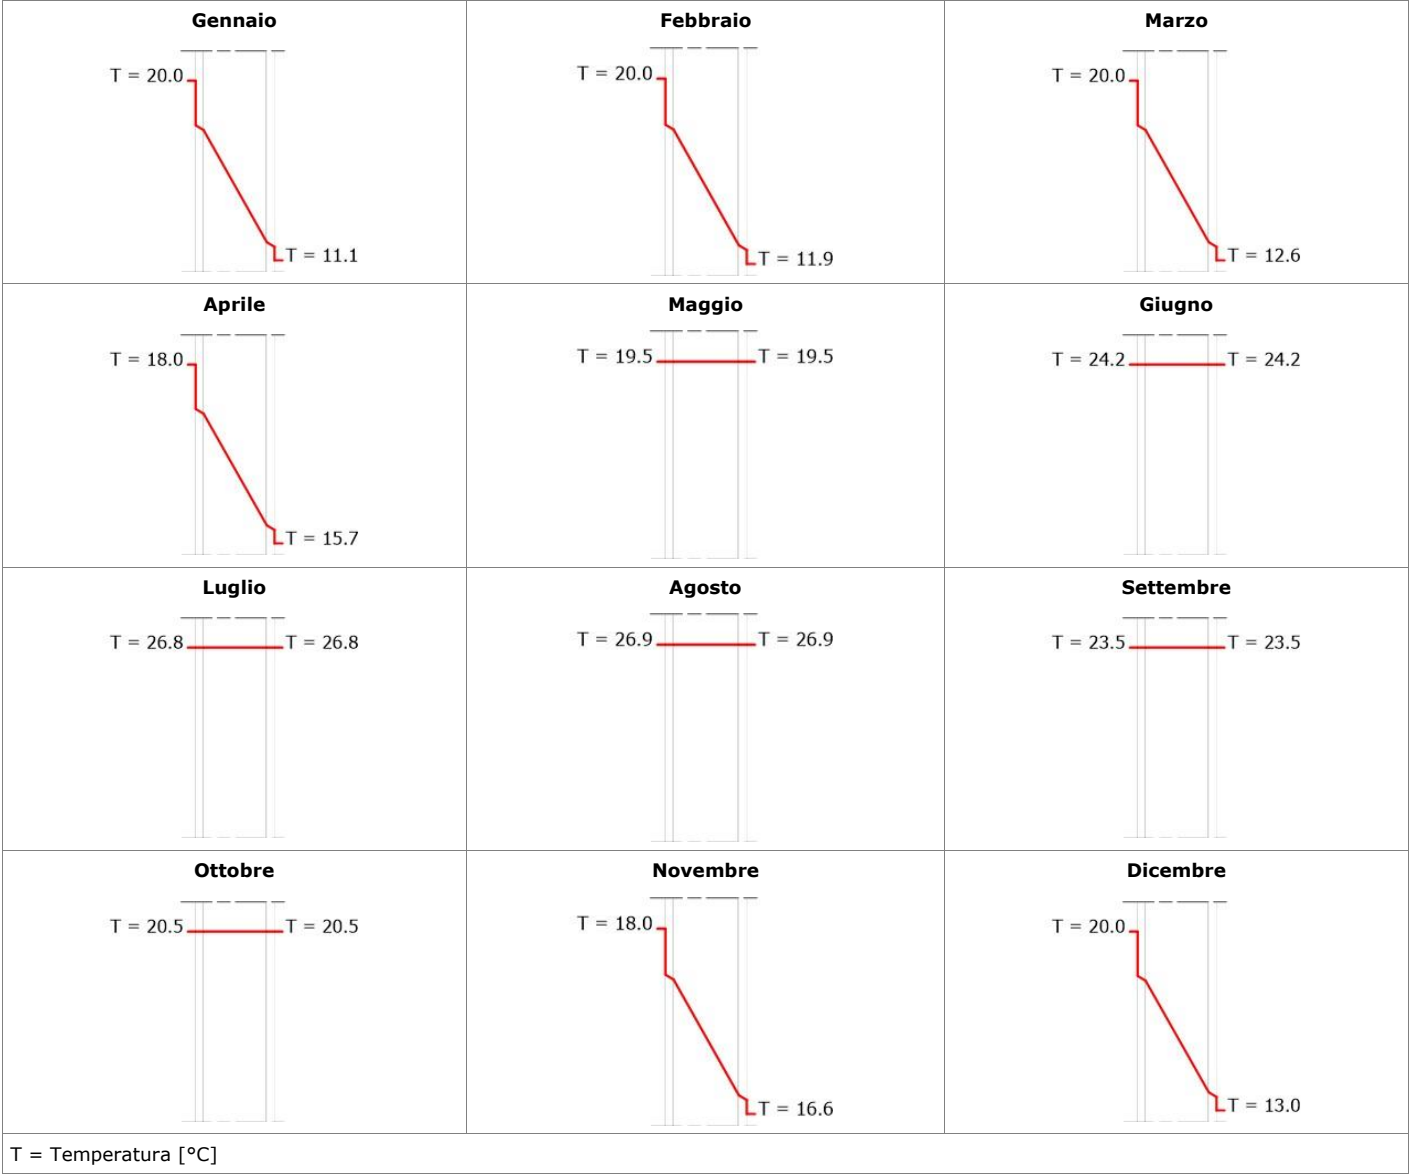 Gennaio
T = 20.0
T = 11.1
Febbraio
T = 20.0
T = 11.9
Marzo
T = 20.0
T = 12.6
Aprile
T = 18.0
T = 15.7
Maggio
T = 19.5 T = 19.5
Giugno
T = 24.2 T = 24.2
Luglio
T = 26.8 T = 26.8
Agosto
T = 26.9 T = 26.9
Settembre
T = 23.5 T = 23.5
Ottobre
T = 20.5 T = 20.5
Novembre
T = 18.0
T = 16.6
Dicembre
T = 20.0
T = 13.0
T = Temperatura [°C]